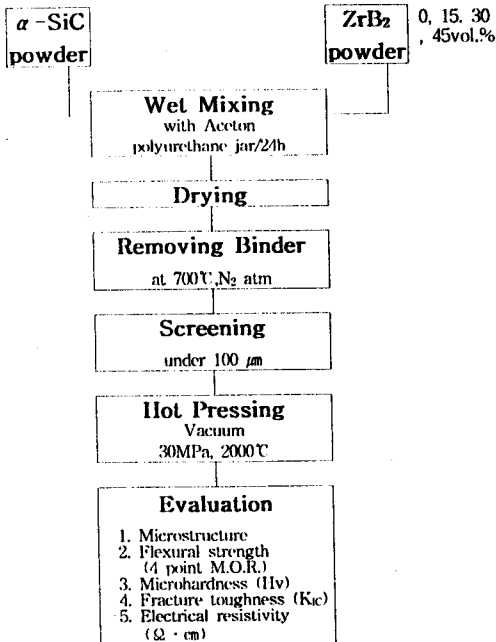 α-SiC
powder
ZrB₂
powder
0, 15. 30
, 45vol.%
Wet Mixing
with Aceton
polyurethane jar/24h
Drying
Removing Binder
at 700℃,N₂ atm
Screening
under 100 ㎛
Hot Pressing
Vacuum
30MPa, 2000℃
Evaluation
1. Microstructure
2. Flexural strength
(4 point M.O.R.)
3. Microhardness (Hv)
4. Fracture toughness (K_IC)
5. Electrical resistivity
(Ω · cm)